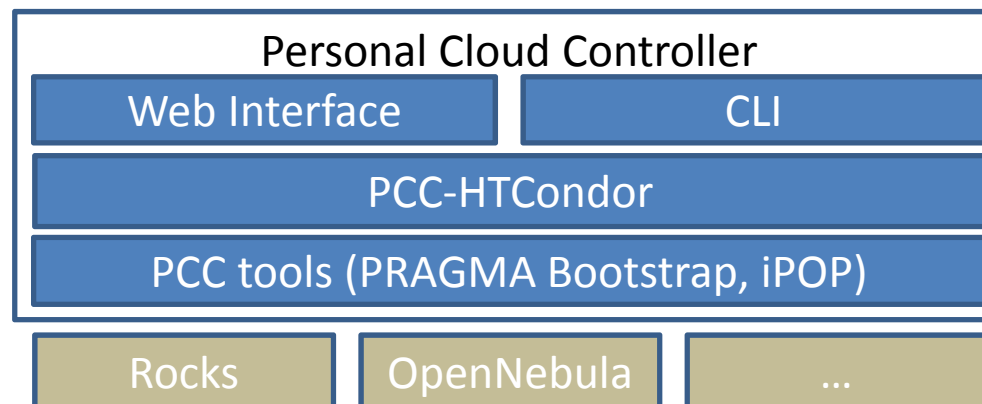 Personal Cloud Controller
Web Interface
CLI
PCC-HTCondor
PCC tools (PRAGMA Bootstrap, iPOP)
Rocks
OpenNebula
...